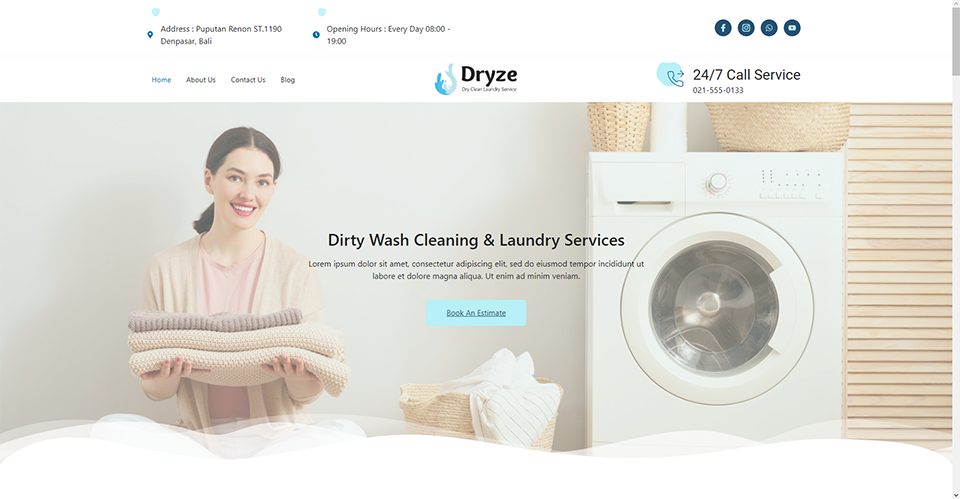 Address : Puputan Renon ST.1190
Denpasar, Bali
Opening Hours : Every Day 08:00 -
19:00
Home
About Us
Contact Us
Blog
Dryze
Dry Clean Laundry Service
24/7 Call Service
021-555-0133
Dirty Wash Cleaning & Laundry Services
Lorem ipsum dolor sit amet, consectetur adipiscing elit, sed do eiusmod tempor incididunt ut
labore et dolore magna aliqua. Ut enim ad minim veniam.
Book An Estimate